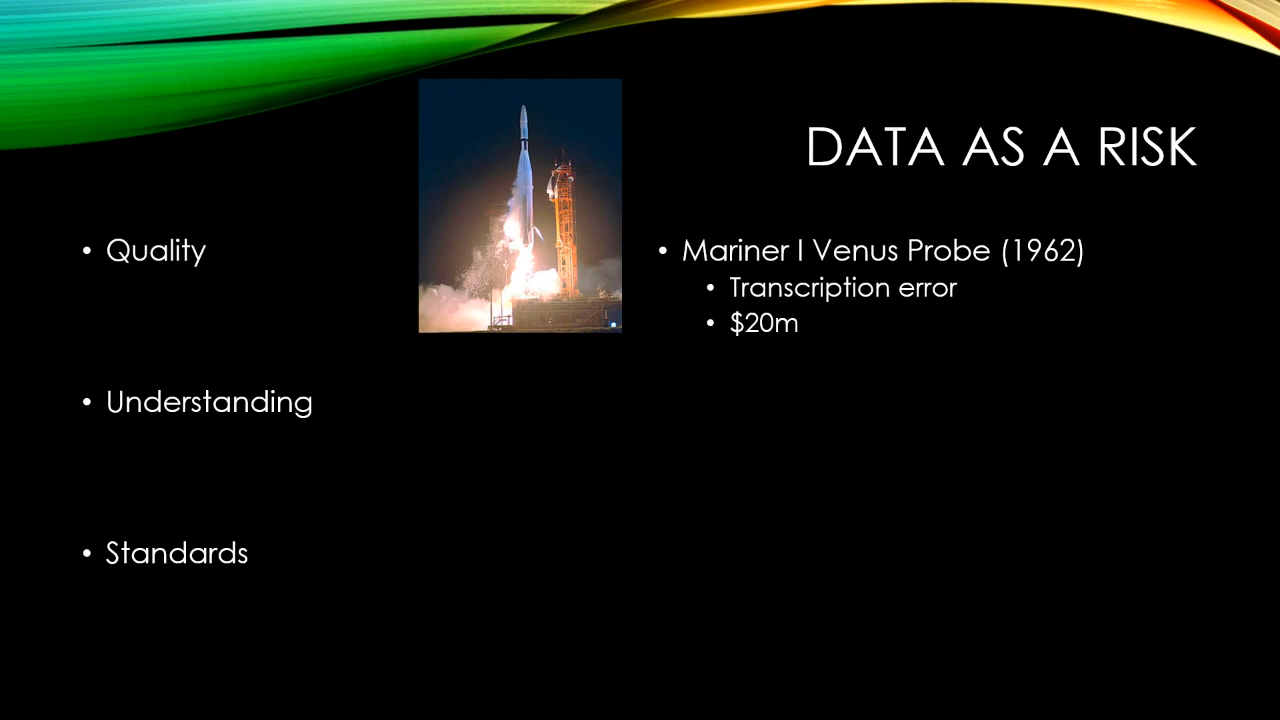 DATA AS A RISK
• Quality
• Mariner I Venus Probe (1962)
• Transcription error
• $20m
• Understanding
• Standards